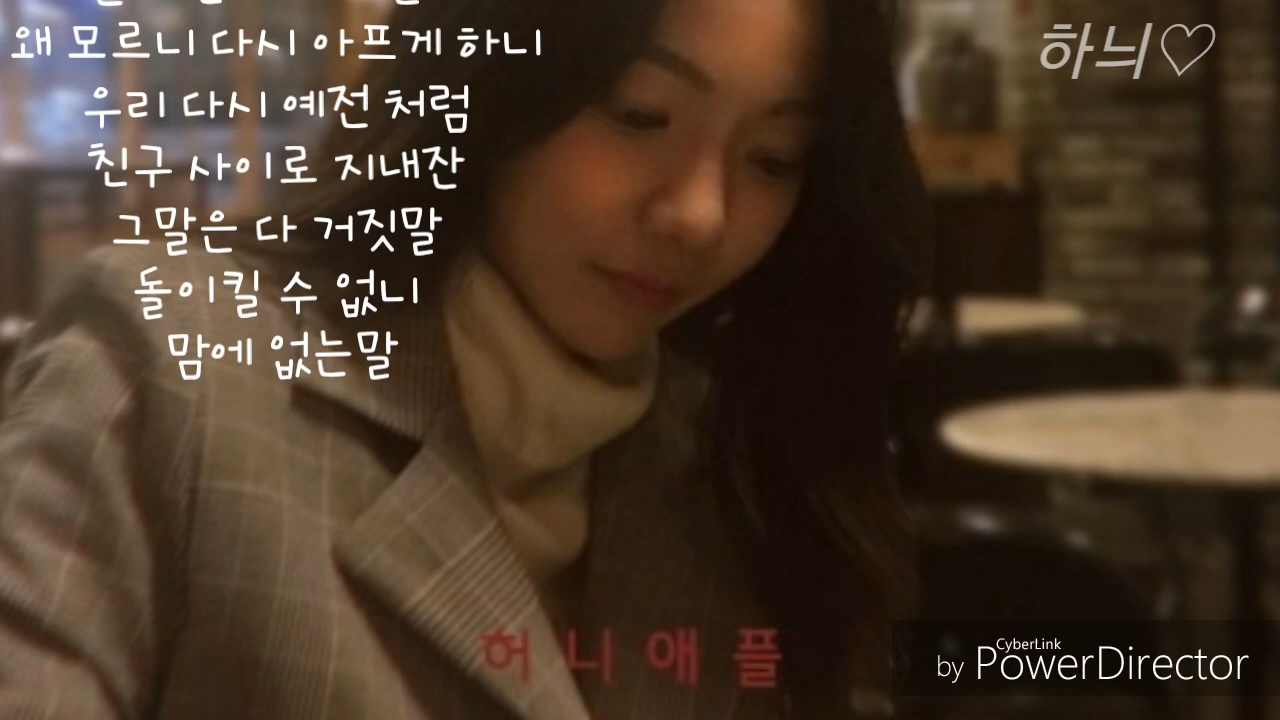 왜 모르니 다시 아프게 하니
우리 다시 예전 처럼
친구 사이로 지내잔
그말은 다 거짓말
돌이킬 수 없니
맘에 없는말
하늬♡
허니애플
CyberLink
by PowerDirector